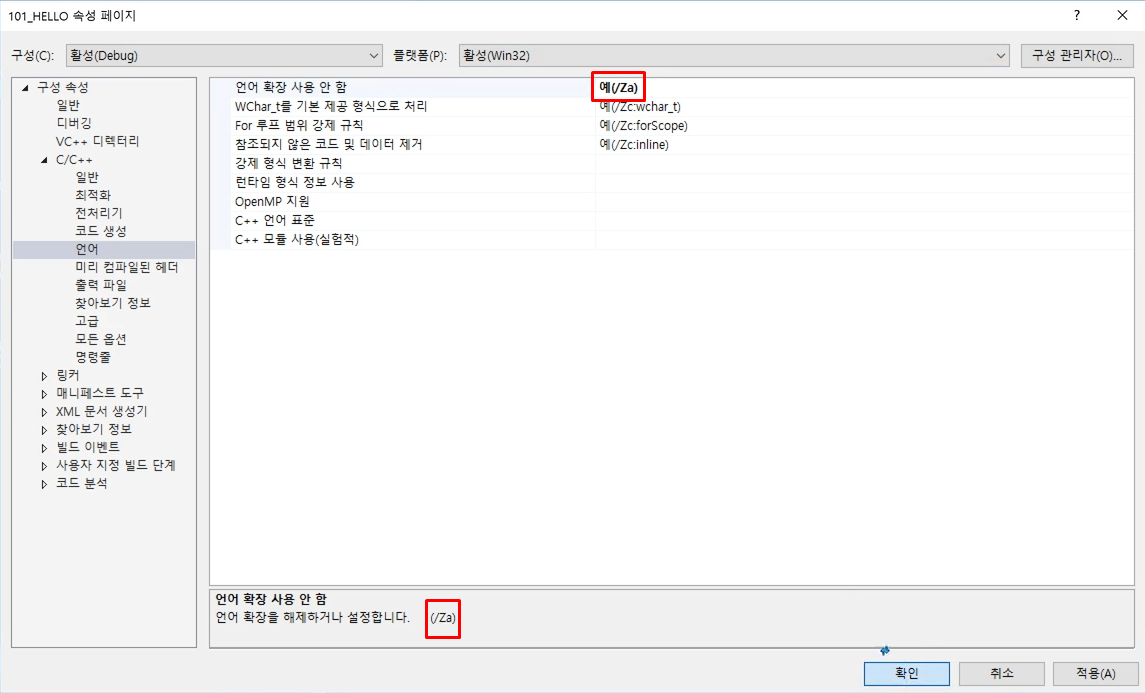 101_HELLO 속성 페이지
?
구성(C): 활성(Debug) 플랫폼(P): 활성(Win32) 구성 관리자(O)...
구성 속성
일반
디버깅
VC++ 디렉터리
C/C++
일반
최적화
전처리기
코드 생성
언어
미리 컴파일된 헤더
출력 파일
찾아보기 정보
고급
모든 옵션
명령줄
링커
매니페스트 도구
XML 문서 생성기
찾아보기 정보
빌드 이벤트
사용자 지정 빌드 단계
코드 분석
언어 확장 사용 안 함 예(/Za)
WChar_t를 기본 제공 형식으로 처리 예(/Zc:wchar_t)
For 루프 범위 강제 규칙 예(/Zc:forScope)
참조되지 않은 코드 및 데이터 제거 예(/Zc:inline)
강제 형식 변환 규칙
런타임 형식 정보 사용
OpenMP 지원
C++ 언어 표준
C++ 모듈 사용(실험적)
언어 확장 사용 안 함
언어 확장을 해제하거나 설정합니다. (/Za)
확인 취소 적용(A)